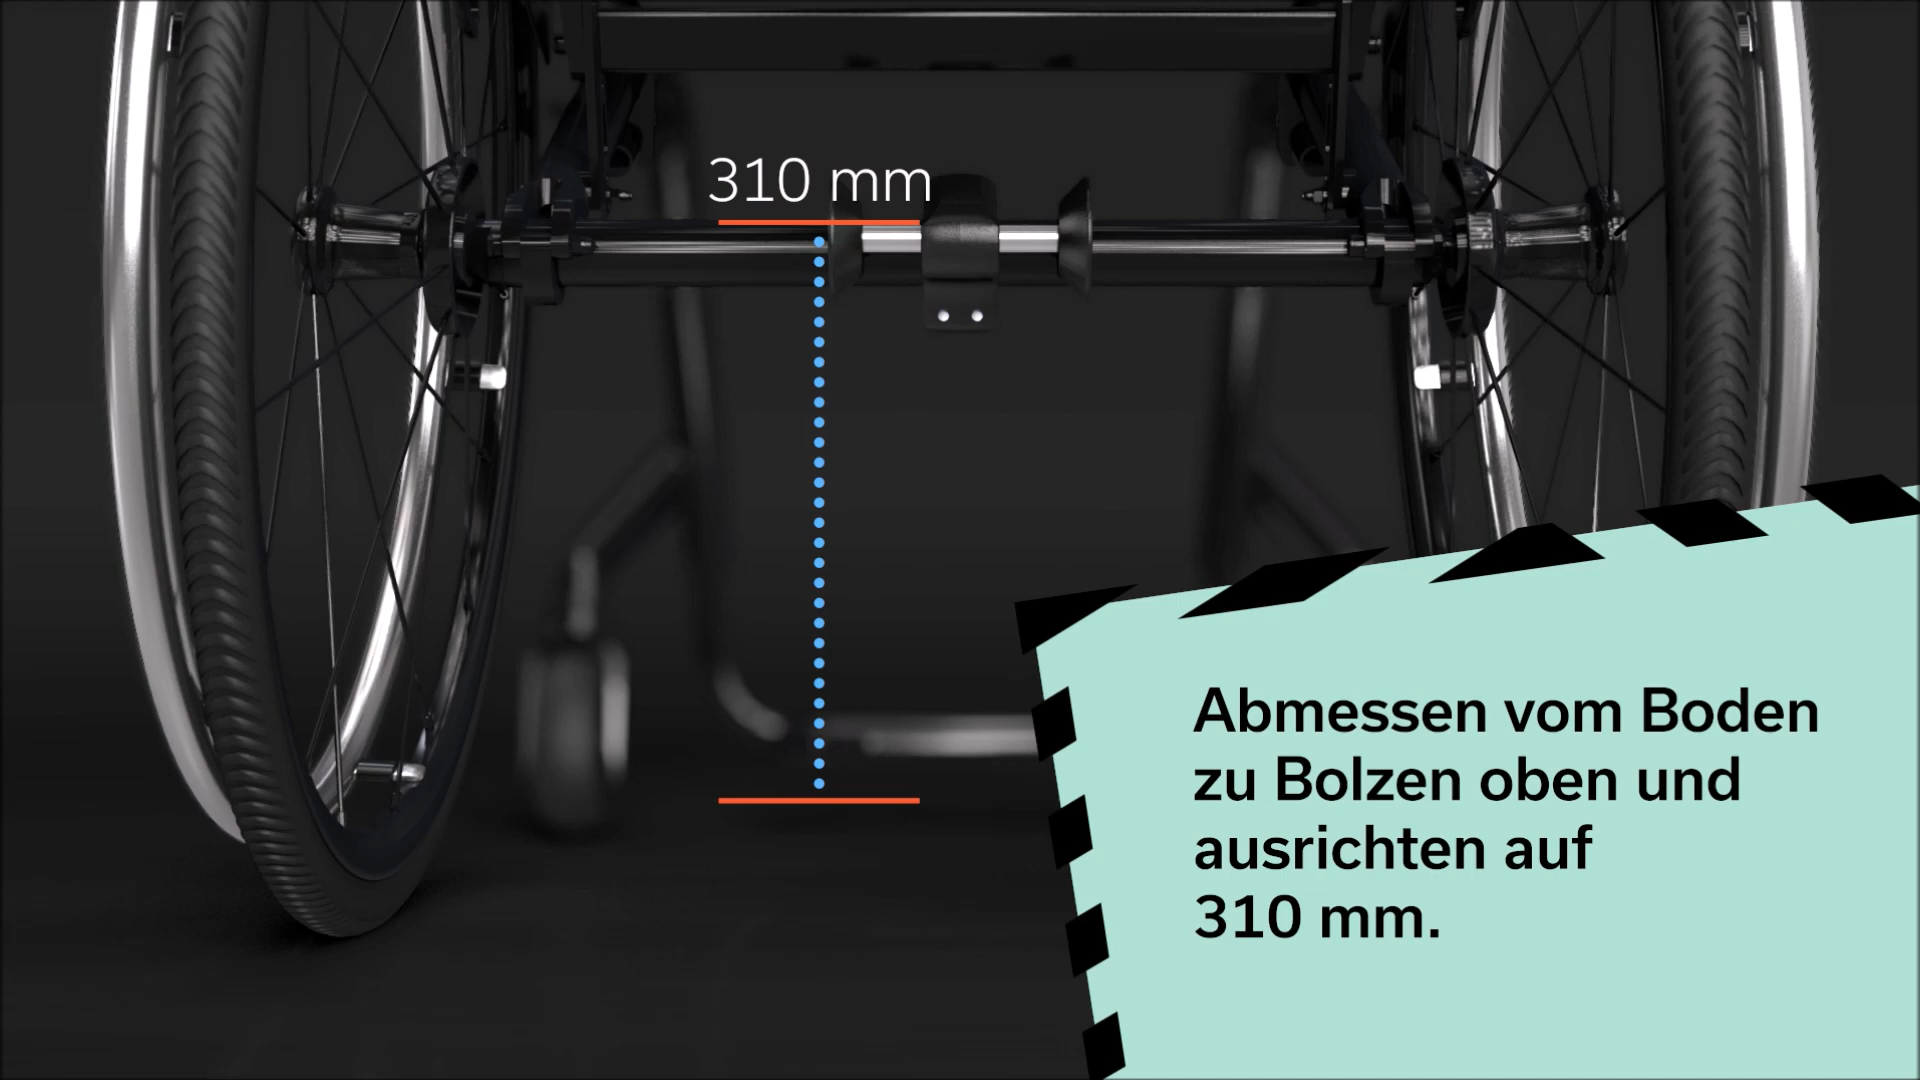 310 mm
Abmessen vom Boden
zu Bolzen oben und
ausrichten auf
310 mm.